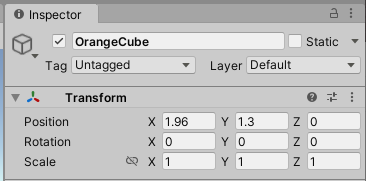 Inspector
OrangeCube Static
Tag Untagged Layer Default
Transform
Position X 1.96 Y 1.3 Z 0
Rotation X 0 Y 0 Z 0
Scale X 1 Y 1 Z 1